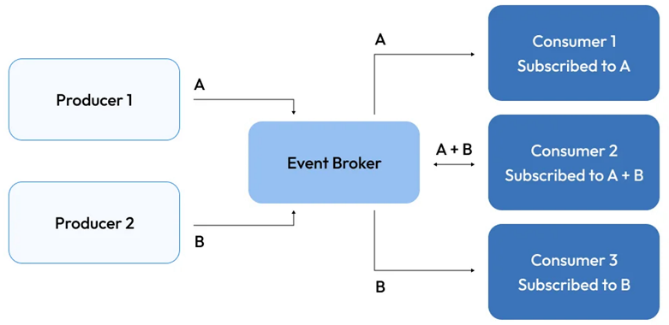 Producer 1
A
Producer 2
B
Event Broker
A
A + B
B
Consumer 1
Subscribed to A
Consumer 2
Subscribed to A + B
Consumer 3
Subscribed to B